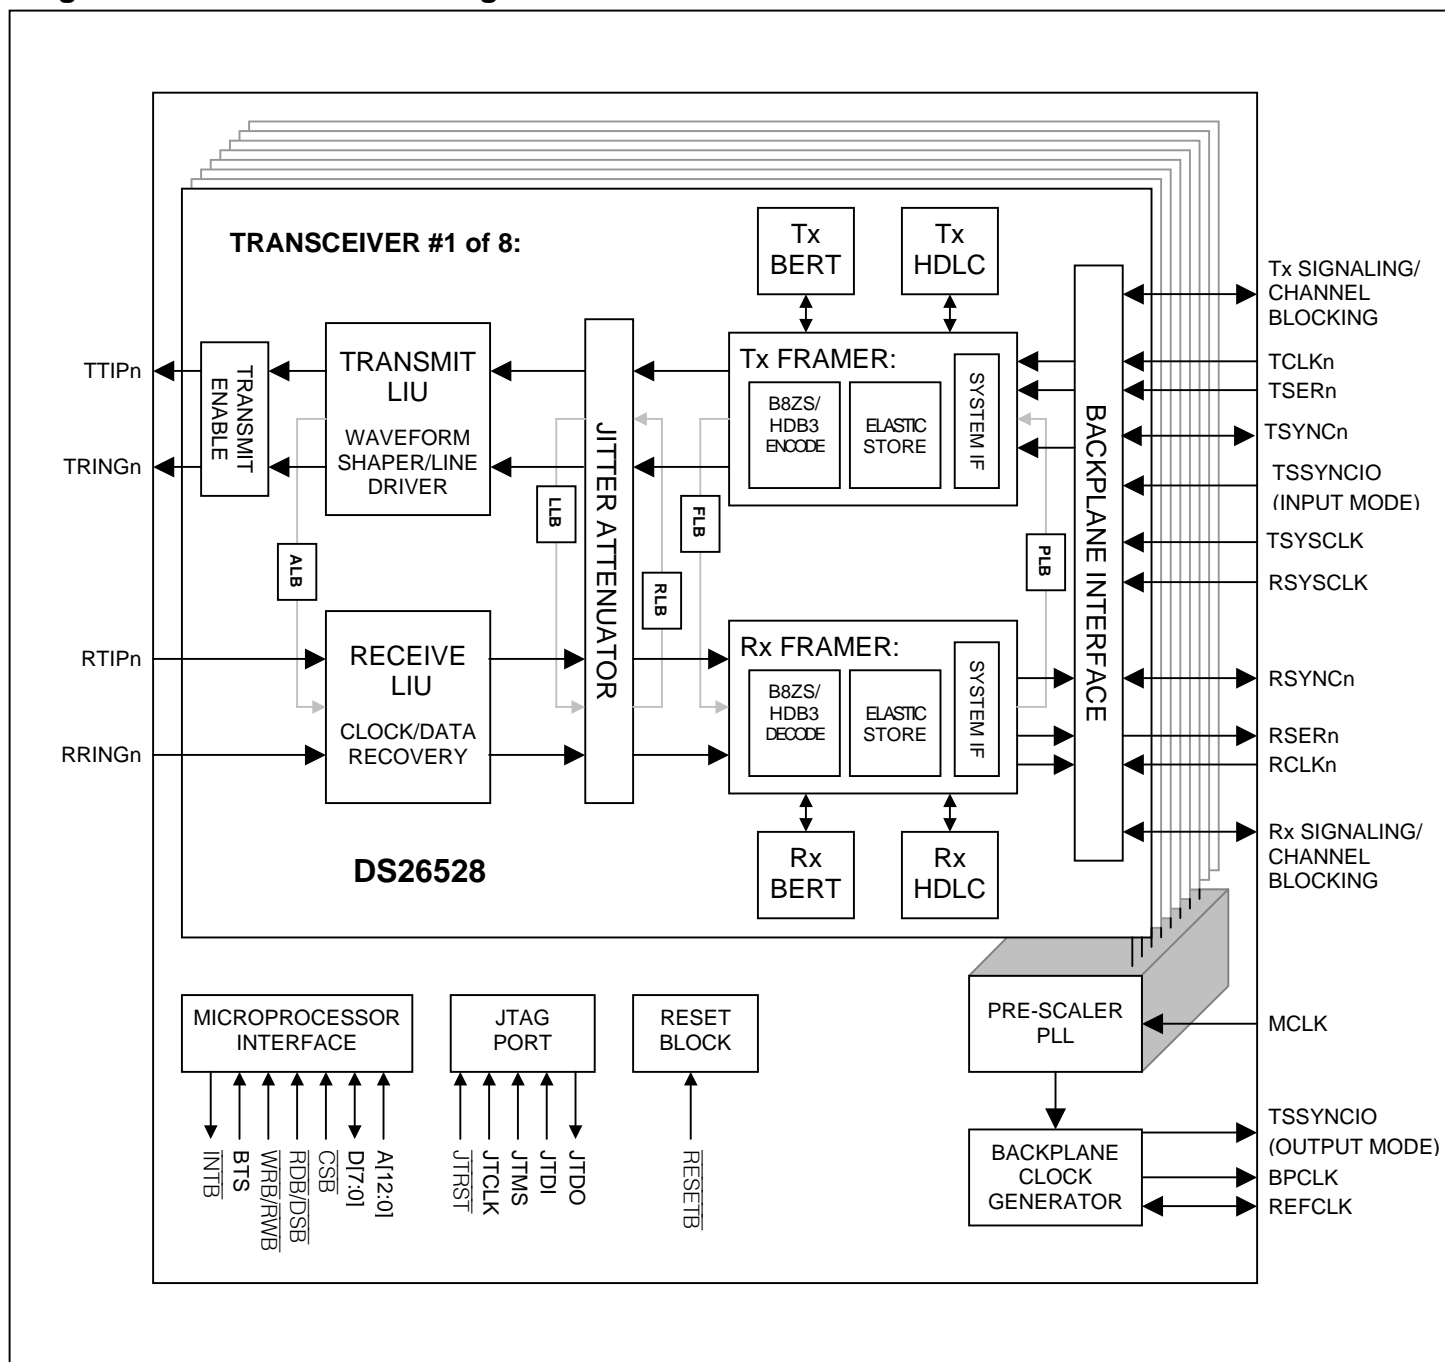 TRANSCEIVER #1 of 8:
Tx
BERT
Tx
HDLC
Tx SIGNALING/
CHANNEL
BLOCKING
TTIPn
TRANSMIT
ENABLE
TRINGn
TRANSMIT
LIU
WAVEFORM
SHAPER/LINE
DRIVER
JITTER ATTENUATOR
Tx FRAMER:
B8ZS/
HDB3
ENCODE
ELASTIC
STORE
SYSTEM IF
BACKPLANE INTERFACE
TCLKn
TSERn
TSYNCn
TSSYNCIO
(INPUT MODE)
TSYSCLK
RSYSCLK
ALB
LLB
RLB
FLB
PLB
RTIPn
RRINGn
RECEIVE
LIU
CLOCK/DATA
RECOVERY
Rx FRAMER:
B8ZS/
HDB3
DECODE
ELASTIC
STORE
SYSTEM IF
RSYNCn
RSERn
RCLKn
Rx SIGNALING/
CHANNEL
BLOCKING
DS26528
Rx
BERT
Rx
HDLC
MICROPROCESSOR
INTERFACE
JTAG
PORT
RESET
BLOCK
PRE-SCALER
PLL
MCLK
INTB
BTS
WRB/RWB
RDB/DSB
CSB
D[7:0]
A[12:0]
JTRST
JTCLK
JTMS
JTDI
JTDO
RESETB
BACKPLANE
CLOCK
GENERATOR
TSSYNCIO
(OUTPUT MODE)
BPCLK
REFCLK